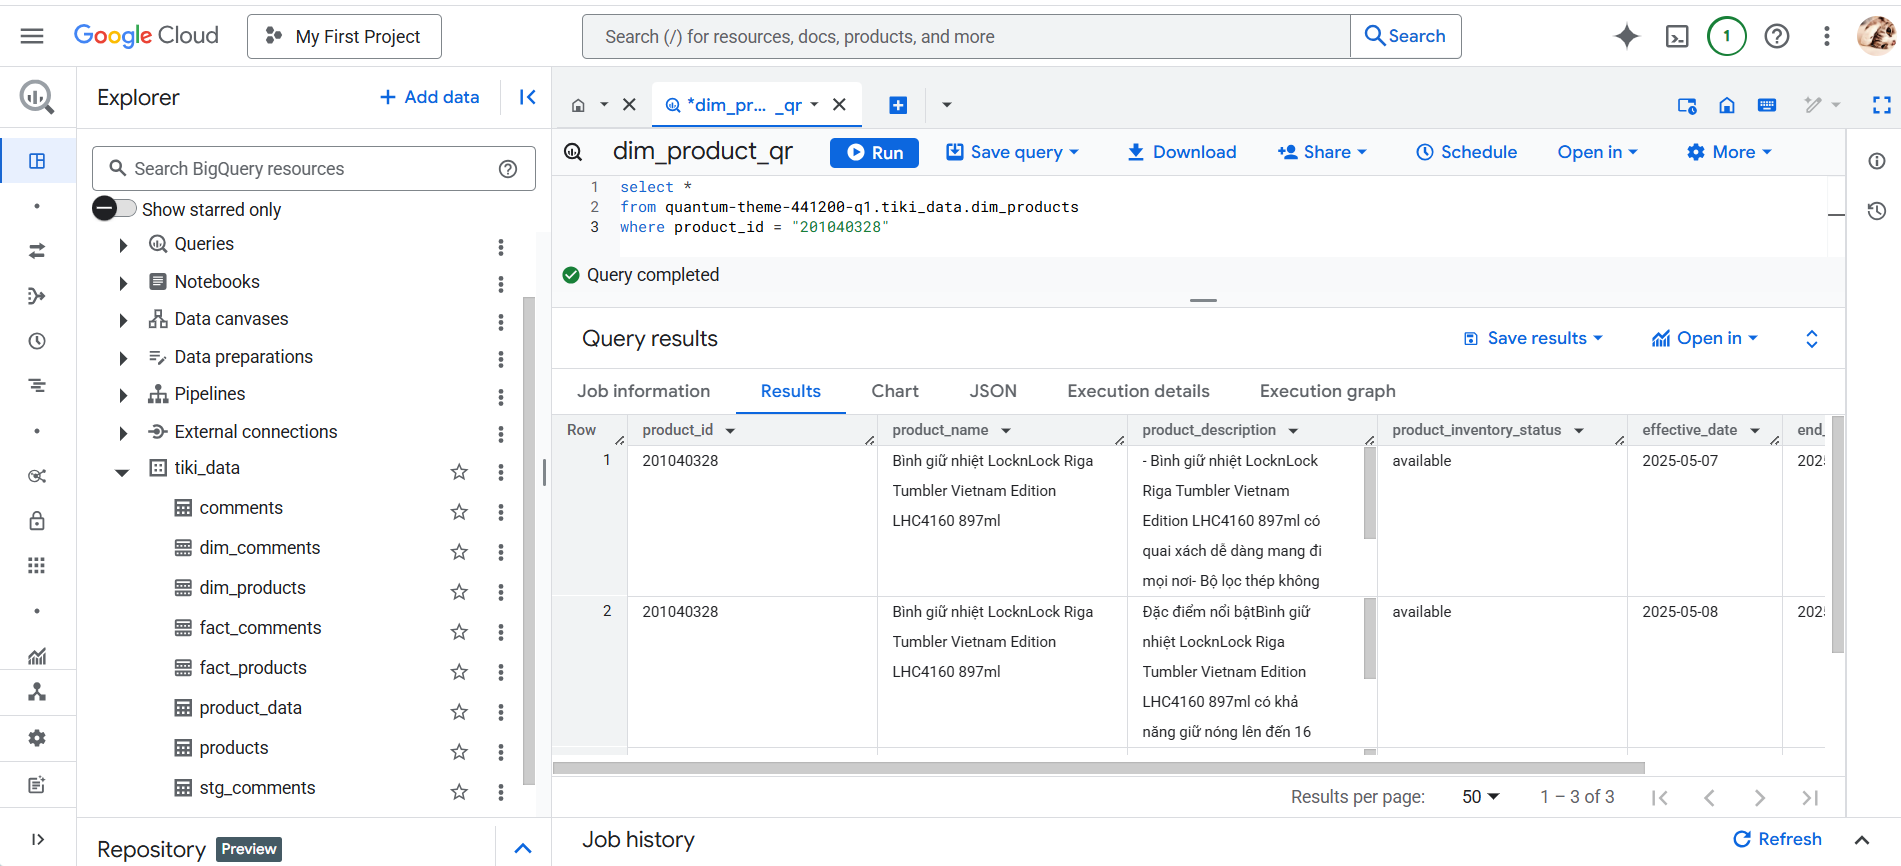 Google Cloud
My First Project
Search (/) for resources, docs, products, and more
Search
1
Explorer
Add data
*dim_pr... _qr
Search BigQuery resources
Show starred only
Queries
Notebooks
Data canvases
Data preparations
Pipelines
External connections
tiki_data
comments
dim_comments
dim_products
fact_comments
fact_products
product_data
products
stg_comments
Repository
Preview
dim_product_qr
Run
Save query
Download
Share
Schedule
Open in
More
1 select *
2 from quantum-theme-441200-q1.tiki_data.dim_products
3 where product_id = "201040328"
Query completed
Query results
Save results
Open in
Job information
Results
Chart
JSON
Execution details
Execution graph
Row
product_id
product_name
product_description
product_inventory_status
effective_date
end_
1
201040328
Bình giữ nhiệt LocknLock Riga
Tumbler Vietnam Edition
LHC4160 897ml
- Bình giữ nhiệt LocknLock
Riga Tumbler Vietnam
Edition LHC4160 897ml có
quai xách dễ dàng mang đi
mọi nơi- Bộ lọc thép không
available
2025-05-07
202
2
201040328
Bình giữ nhiệt LocknLock Riga
Tumbler Vietnam Edition
LHC4160 897ml
Đặc điểm nổi bậtBình giữ
nhiệt LocknLock Riga
Tumbler Vietnam Edition
LHC4160 897ml có khả
năng giữ nóng lên đến 16
available
2025-05-08
202
Results per page:
50
1 – 3 of 3
Job history
Refresh